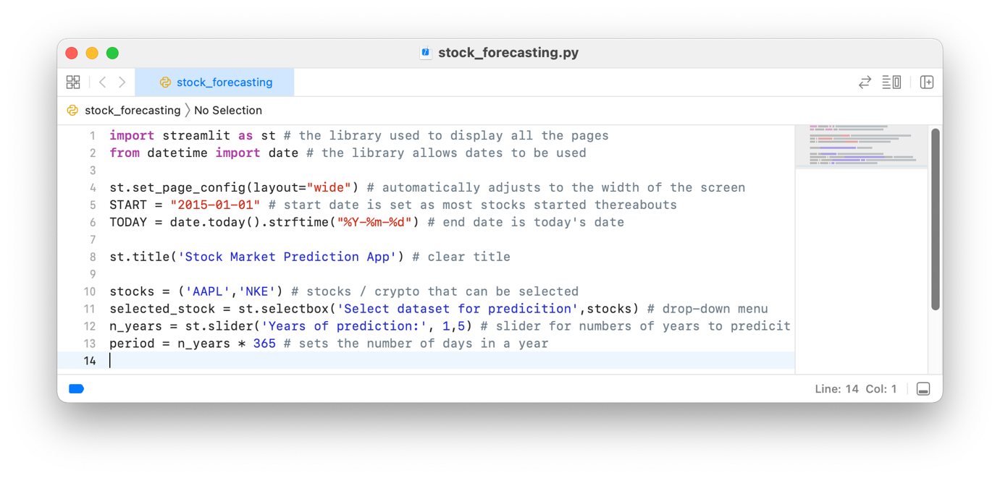 stock_forecasting.py
stock_forecasting
stock_forecasting 〉 No Selection
1 import streamlit as st # the library used to display all the pages
2 from datetime import date # the library allows dates to be used
3
4 st.set_page_config(layout="wide") # automatically adjusts to the width of the screen
5 START = "2015-01-01" # start date is set as most stocks started thereabouts
6 TODAY = date.today().strftime("%Y-%m-%d") # end date is today's date
7
8 st.title('Stock Market Prediction App') # clear title
9
10 stocks = ('AAPL','NKE') # stocks / crypto that can be selected
11 selected_stock = st.selectbox('Select dataset for predicition',stocks) # drop-down menu
12 n_years = st.slider('Years of prediction:', 1,5) # slider for numbers of years to predicit
13 period = n_years * 365 # sets the number of days in a year
14
Line: 14 Col: 1